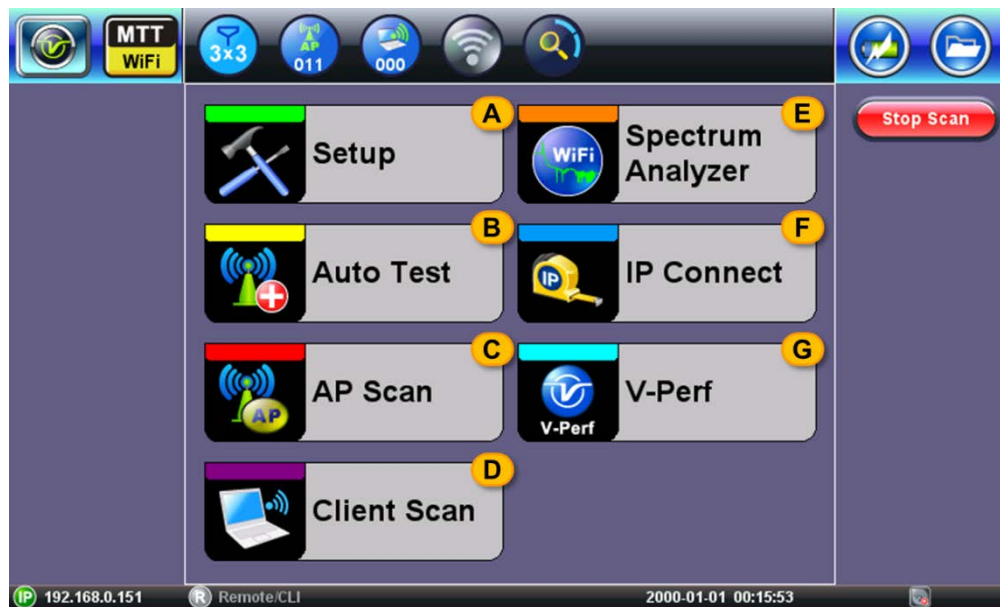 MTT
WiFi
3x3
AP
011
000
Stop Scan
A
Setup
E
WiFi
Spectrum
Analyzer
B
Auto Test
F
IP
IP Connect
C
AP
AP Scan
G
V-Perf
V-Perf
D
Client Scan
IP 192.168.0.151
R Remote/CLI
2000-01-01 00:15:53